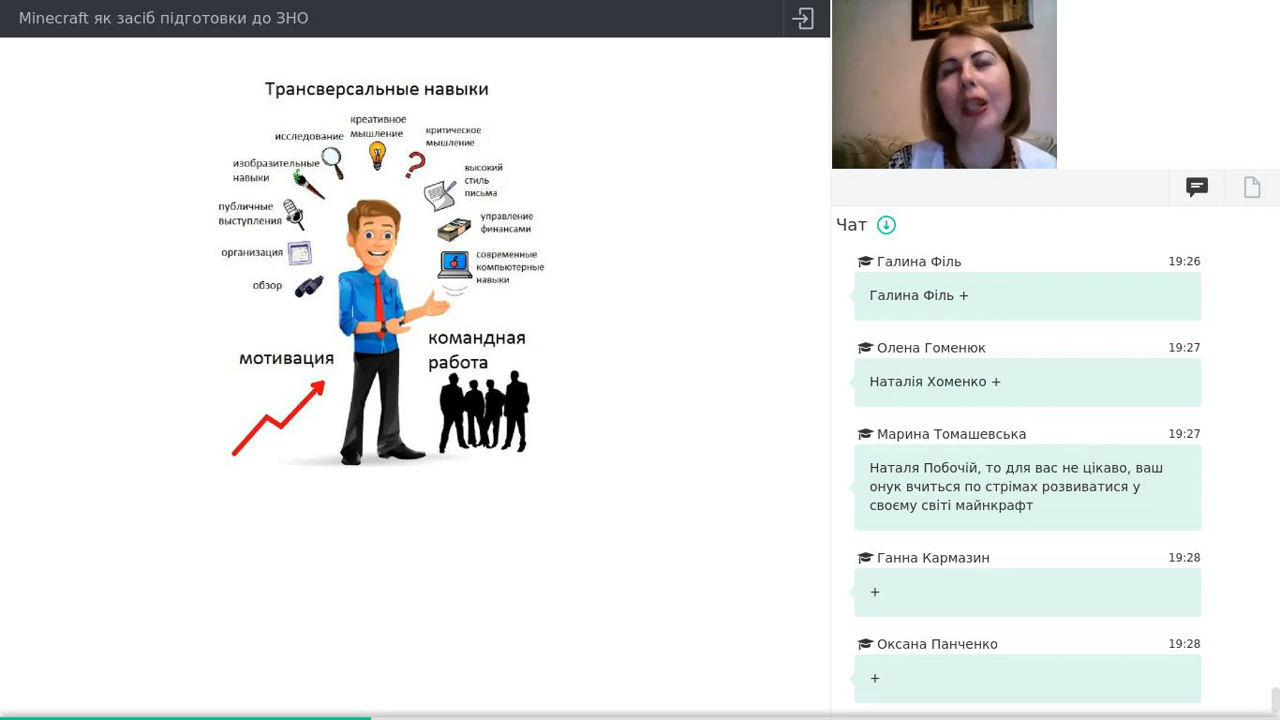 Minecraft як засіб підготовки до ЗНО
Трансверсальные навыки
креативное
мышление
исследование
критическое
мышление
изобразительные
навыки
высокий
стиль
письма
публичные
выступления
управление
финансами
организация
современные
компьютерные
навыки
обзор
мотивация
командная
работа
Чат
Галина Філь 19:26
Галина Філь +
Олена Гоменюк 19:27
Наталія Хоменко +
Марина Томашевська 19:27
Наталя Побочій, то для вас не цікаво, ваш
онук вчиться по стрімах розвиватися у
своєму світі майнкрафт
Ганна Кармазин 19:28
+
Оксана Панченко 19:28
+